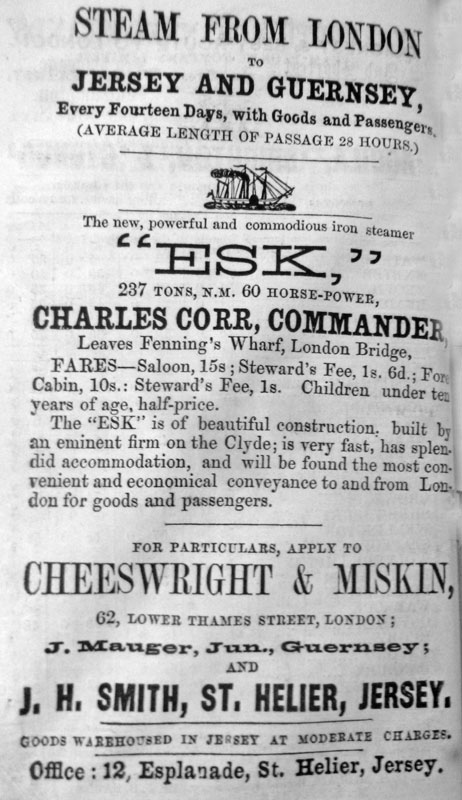 STEAM FROM LONDON
TO
JERSEY AND GUERNSEY,
Every Fourteen Days, with Goods and Passengers.
(AVERAGE LENGTH OF PASSAGE 28 HOURS.)
The new, powerful and commodious iron steamer
"ESK,"
237 TONS, N.M. 60 HORSE-POWER,
CHARLES CORR, COMMANDER,
Leaves Fenning's Wharf, London Bridge,
FARES—Saloon, 15s; Steward's Fee, 1s. 6d.; Fore
Cabin, 10s.: Steward's Fee, 1s. Children under ten
years of age, half-price.
The "ESK" is of beautiful construction. built by
an eminent firm on the Clyde; is very fast, has splen-
did accommodation, and will be found the most con-
venient and economical conveyance to and from Lon-
don for goods and passengers.
FOR PARTICULARS, APPLY TO
CHEESWRIGHT & MISKIN,
62, LOWER THAMES STREET, LONDON;
J. Mauger, Jun., Guernsey;
AND
J. H. SMITH, ST. HELIER, JERSEY.
GOODS WAREHOUSED IN JERSEY AT MODERATE CHARGES.
Office: 12, Esplanade, St. Helier, Jersey.